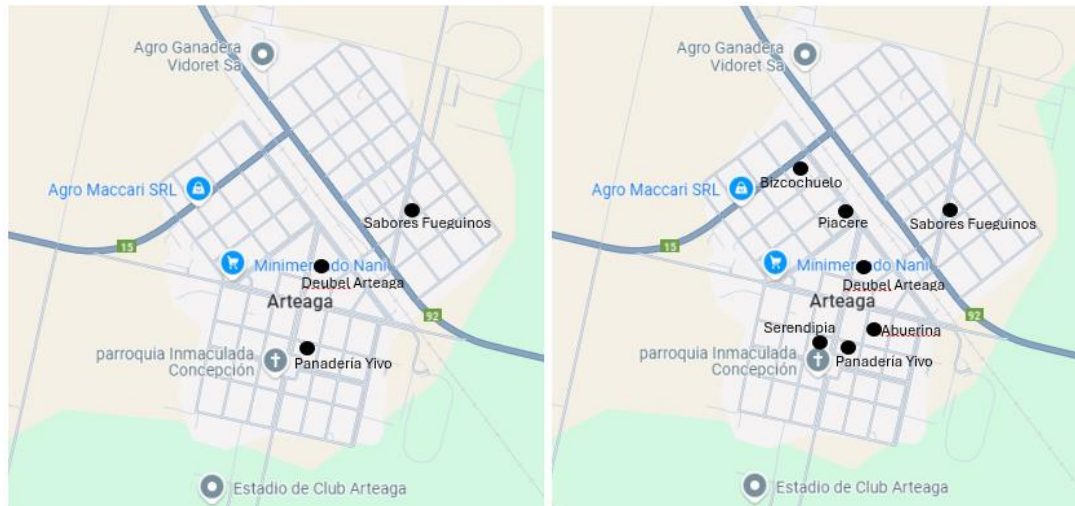 Agro Ganadera
Vidoret Sa
Agro Maccari SRL
Sabores Fueguinos
15
Minimercado Nani
Deubel Arteaga
Arteaga
92
parroquia Inmaculada
Concepción
Panadería Yivo
Estadio de Club Arteaga
Agro Ganadera
Vidoret Sa
Agro Maccari SRL
Bizcochuelo
Piacere
Sabores Fueguinos
15
Minimercado Nani
Deubel Arteaga
Arteaga
92
Serendipia
Abuerina
parroquia Inmaculada
Concepción
Panadería Yivo
Estadio de Club Arteaga